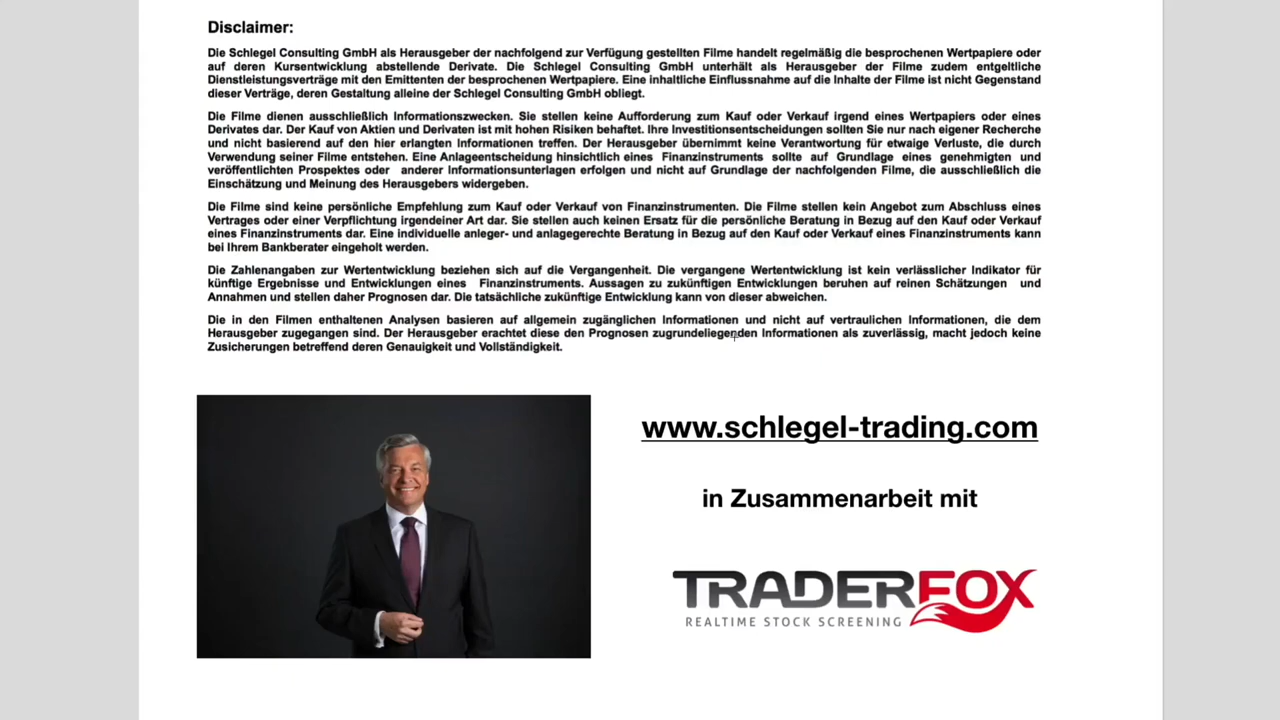 Disclaimer:
Die Schlegel Consulting GmbH als Herausgeber der nachfolgend zur Verfügung gestellten Filme handelt regelmäßig die besprochenen Wertpapiere oder
auf deren Kursentwicklung abstellende Derivate. Die Schlegel Consulting GmbH unterhält als Herausgeber der Filme zudem entgeltliche
Dienstleistungsverträge mit den Emittenten der besprochenen Wertpapiere. Eine inhaltliche Einflussnahme auf die Inhalte der Filme ist nicht Gegenstand
dieser Verträge, deren Gestaltung alleine der Schlegel Consulting GmbH obliegt.
Die Filme dienen ausschließlich Informationszwecken. Sie stellen keine Aufforderung zum Kauf oder Verkauf irgend eines Wertpapiers oder eines
Derivates dar. Der Kauf von Aktien und Derivaten ist mit hohen Risiken behaftet. Ihre Investitionsentscheidungen sollten Sie nur nach eigener Recherche
und nicht basierend auf den hier erlangten Informationen treffen. Der Herausgeber übernimmt keine Verantwortung für etwaige Verluste, die durch
Verwendung seiner Filme entstehen. Eine Anlageentscheidung hinsichtlich eines Finanzinstruments sollte auf Grundlage eines genehmigten und
veröffentlichten Prospektes oder anderer Informationsunterlagen erfolgen und nicht auf Grundlage der nachfolgenden Filme, die ausschließlich die
Einschätzung und Meinung des Herausgebers widergeben.
Die Filme sind keine persönliche Empfehlung zum Kauf oder Verkauf von Finanzinstrumenten. Die Filme stellen kein Angebot zum Abschluss eines
Vertrages oder einer Verpflichtung irgendeiner Art dar. Sie stellen auch keinen Ersatz für die persönliche Beratung in Bezug auf den Kauf oder Verkauf
eines Finanzinstruments dar. Eine individuelle anleger- und anlagegerechte Beratung in Bezug auf den Kauf oder Verkauf eines Finanzinstruments kann
bei Ihrem Bankberater eingeholt werden.
Die Zahlenangaben zur Wertentwicklung beziehen sich auf die Vergangenheit. Die vergangene Wertentwicklung ist kein verlässlicher Indikator für
künftige Ergebnisse und Entwicklungen eines Finanzinstruments. Aussagen zu zukünftigen Entwicklungen beruhen auf reinen Schätzungen und
Annahmen und stellen daher Prognosen dar. Die tatsächliche zukünftige Entwicklung kann von dieser abweichen.
Die in den Filmen enthaltenen Analysen basieren auf allgemein zugänglichen Informationen und nicht auf vertraulichen Informationen, die dem
Herausgeber zugegangen sind. Der Herausgeber erachtet diese den Prognosen zugrundeliegenden Informationen als zuverlässig, macht jedoch keine
Zusicherungen betreffend deren Genauigkeit und Vollständigkeit.
www.schlegel-trading.com
in Zusammenarbeit mit
TRADERFOX
REALTIME STOCK SCREENING